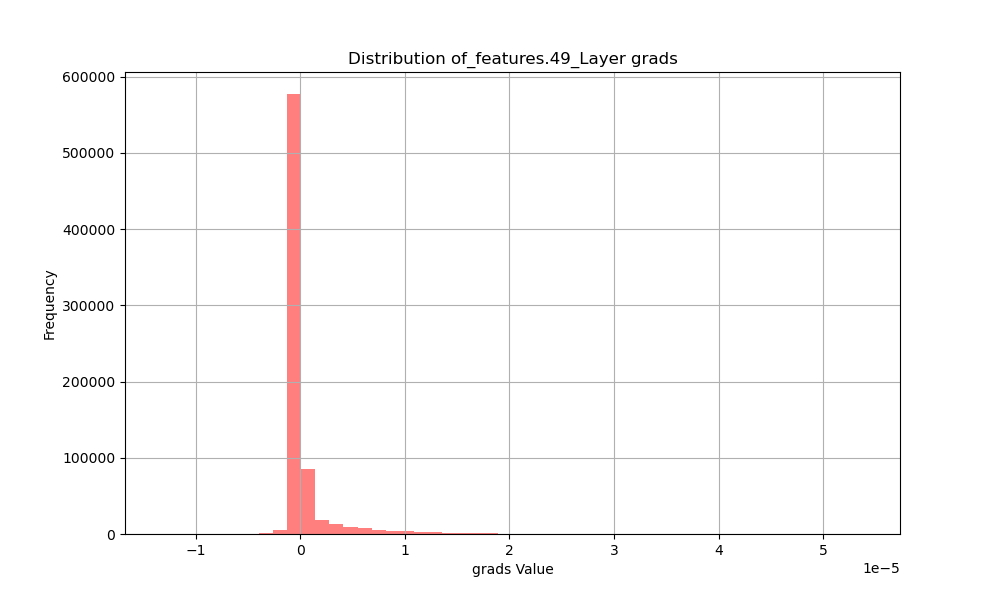 Distribution of_features.49_Layer grads
600000
500000
400000
300000
200000
100000
0
Frequency
−1 0 1 2 3 4 5
1e−5
grads Value